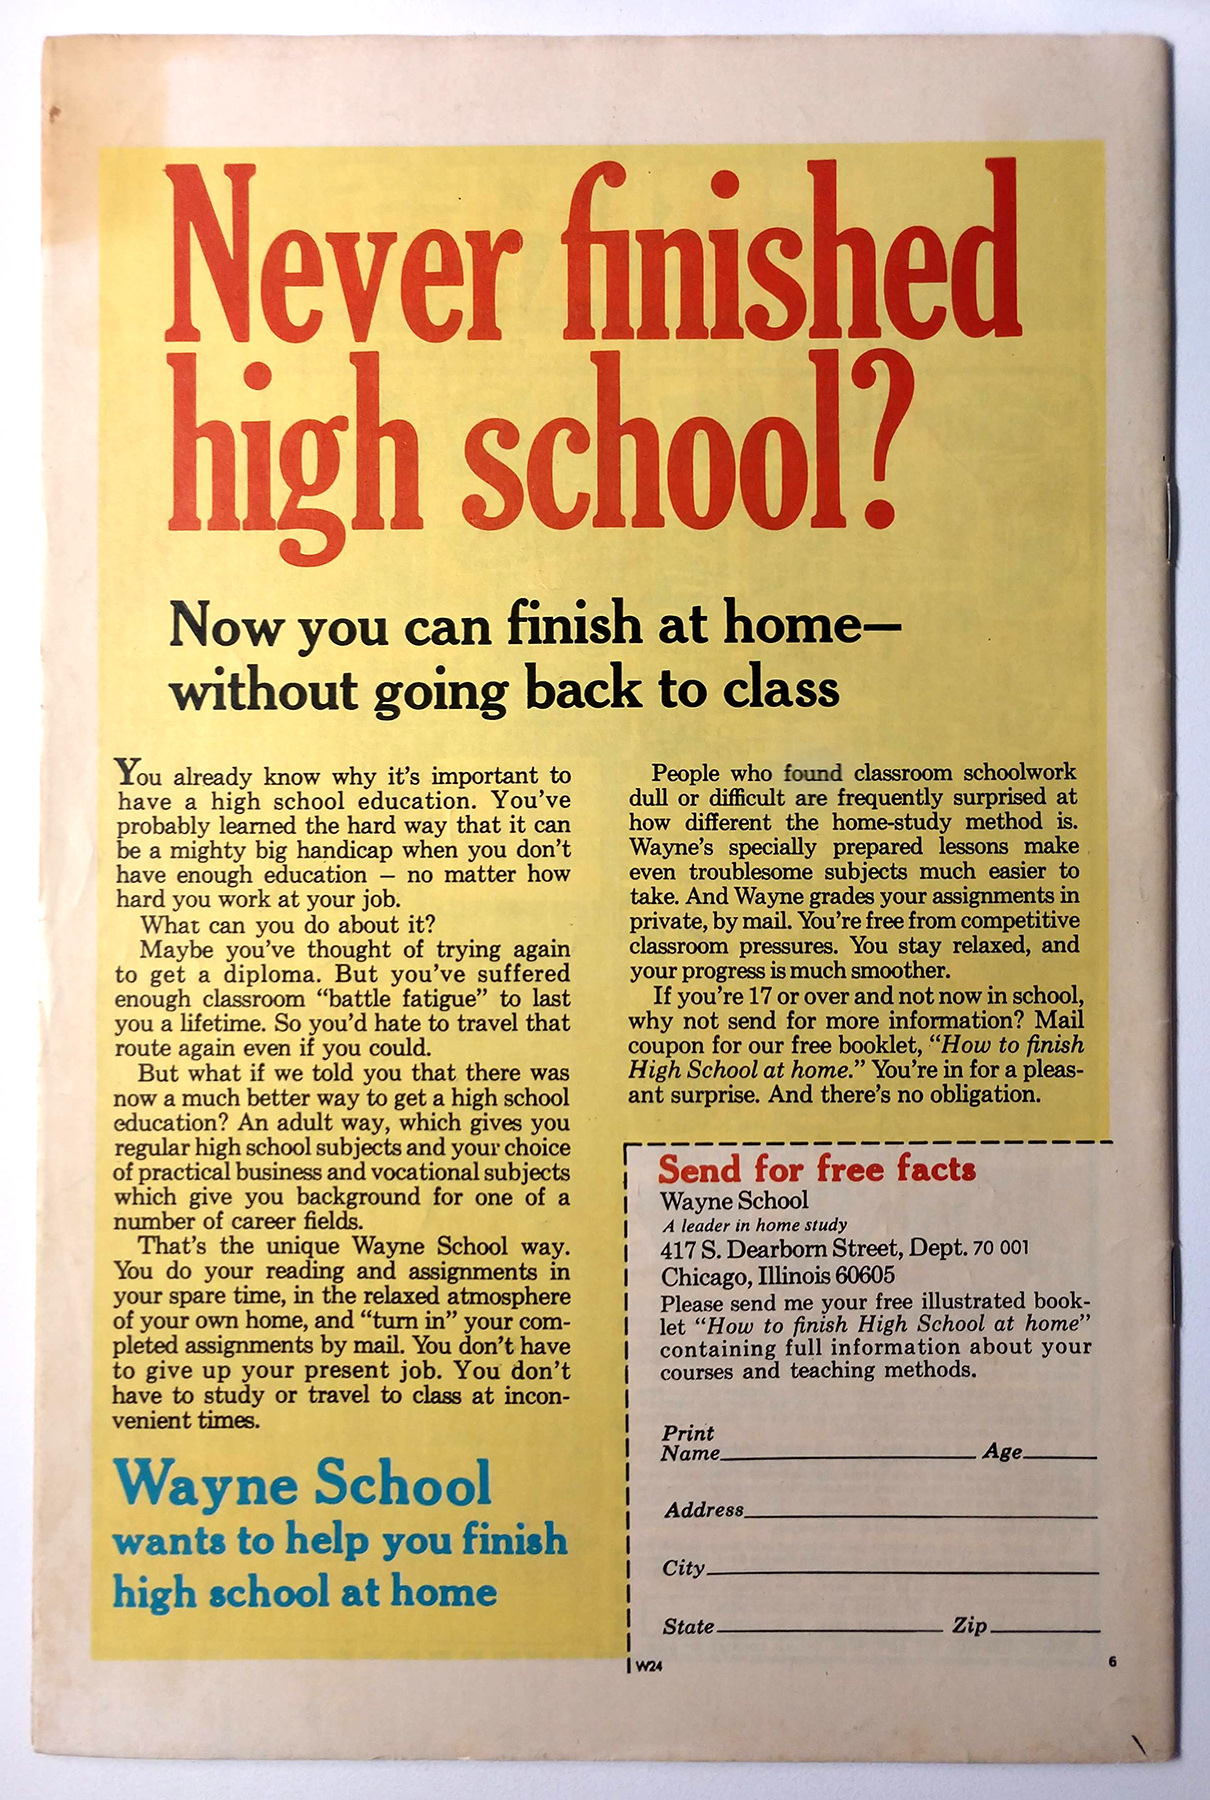 Never finished
high school?
Now you can finish at home—
without going back to class
You already know why it's important to
have a high school education. You've
probably learned the hard way that it can
be a mighty big handicap when you don't
have enough education — no matter how
hard you work at your job.
What can you do about it?
Maybe you've thought of trying again
to get a diploma. But you've suffered
enough classroom "battle fatigue" to last
you a lifetime. So you'd hate to travel that
route again even if you could.
But what if we told you that there was
now a much better way to get a high school
education? An adult way, which gives you
regular high school subjects and your choice
of practical business and vocational subjects
which give you background for one of a
number of career fields.
That's the unique Wayne School way.
You do your reading and assignments in
your spare time, in the relaxed atmosphere
of your own home, and "turn in" your com-
pleted assignments by mail. You don't have
to give up your present job. You don't
have to study or travel to class at incon-
venient times.
Wayne School
wants to help you finish
high school at home
People who found classroom schoolwork
dull or difficult are frequently surprised at
how different the home-study method is.
Wayne's specially prepared lessons make
even troublesome subjects much easier to
take. And Wayne grades your assignments in
private, by mail. You're free from competitive
classroom pressures. You stay relaxed, and
your progress is much smoother.
If you're 17 or over and not now in school,
why not send for more information? Mail
coupon for our free booklet, "How to finish
High School at home." You're in for a pleas-
ant surprise. And there's no obligation.
Send for free facts
Wayne School
A leader in home study
417 S. Dearborn Street, Dept. 70 001
Chicago, Illinois 60605
Please send me your free illustrated book-
let "How to finish High School at home"
containing full information about your
courses and teaching methods.
Print
Name Age
Address
City
State Zip
W24 6